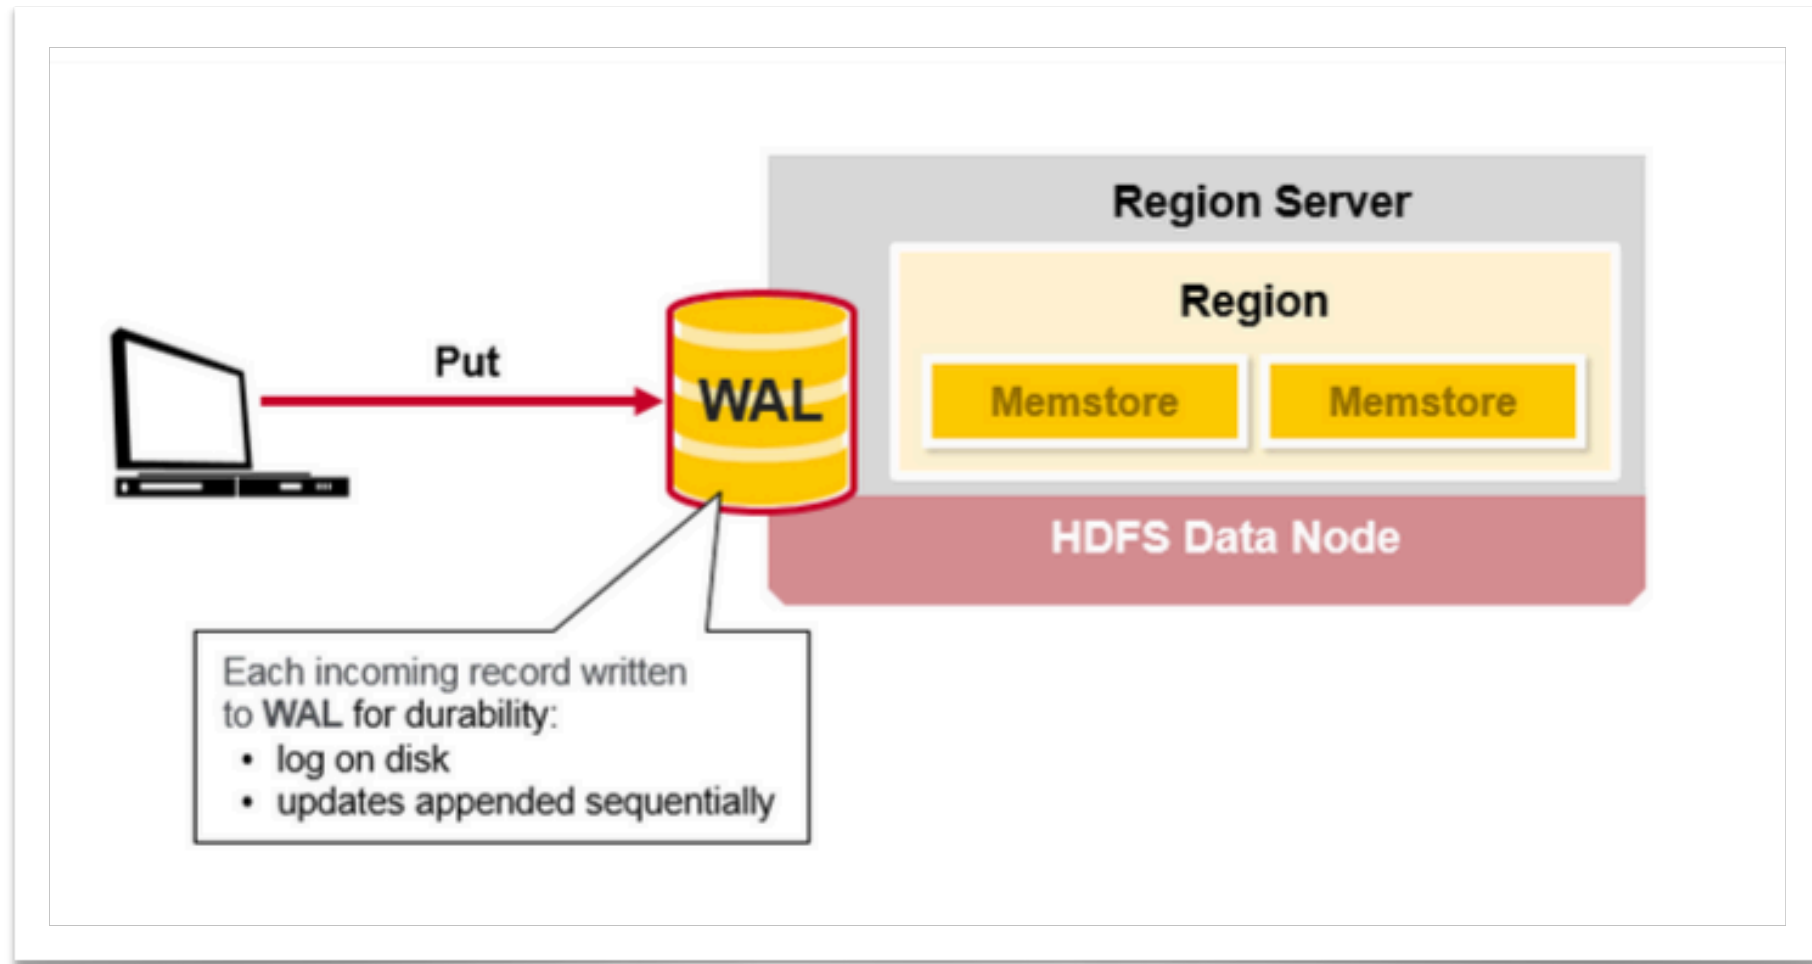 Region Server
Region
Put
WAL
Memstore
Memstore
HDFS Data Node
Each incoming record written
to WAL for durability:
• log on disk
• updates appended sequentially